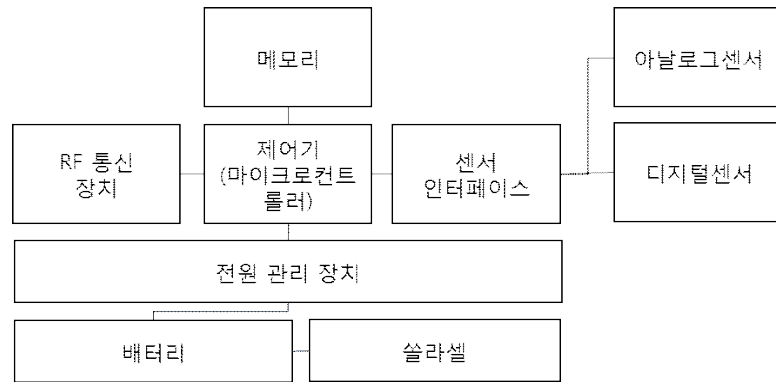 메모리
아날로그센서
RF 통신
장치
제어기
(마이크로컨트
롤러)
센서
인터페이스
디지털센서
전원 관리 장치
배터리
쏠라셀